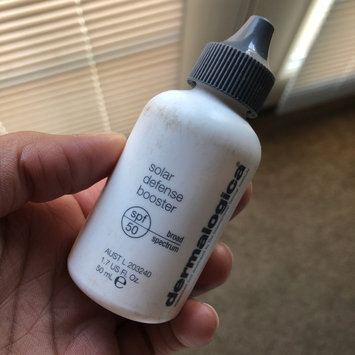 solar
defense
booster
spf
50
broad
spectrum
AUST L 203240
1.7 US Fl. Oz.
50 mL ℮
dermalogica®